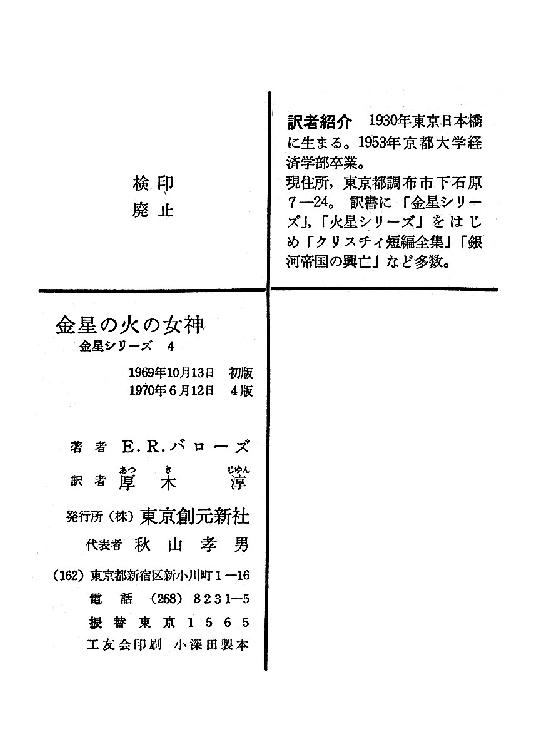 検印
廃止
訳者紹介　1930年東京日本橋
に生まる。1953年京都大学経
済学部卒業。
現住所，東京都調布市下石原
7－24。訳書に「金星シリー
ズ」，「火星シリーズ」をはじ
め「クリスティ短編全集」「銀
河帝国の興亡」など多数。
金星の火の女神
金星シリーズ　4
1969年10月13日　初版
1970年6月12日　4版
著者　E.R.バローズ
あつ　き　じゅん
訳者　厚木淳
発行所（株）東京創元新社
代表者　秋山孝男
(162) 東京都新宿区新小川町1－16
電話　(268) 8231－5
振替東京　1565
工友会印刷　小深田製本